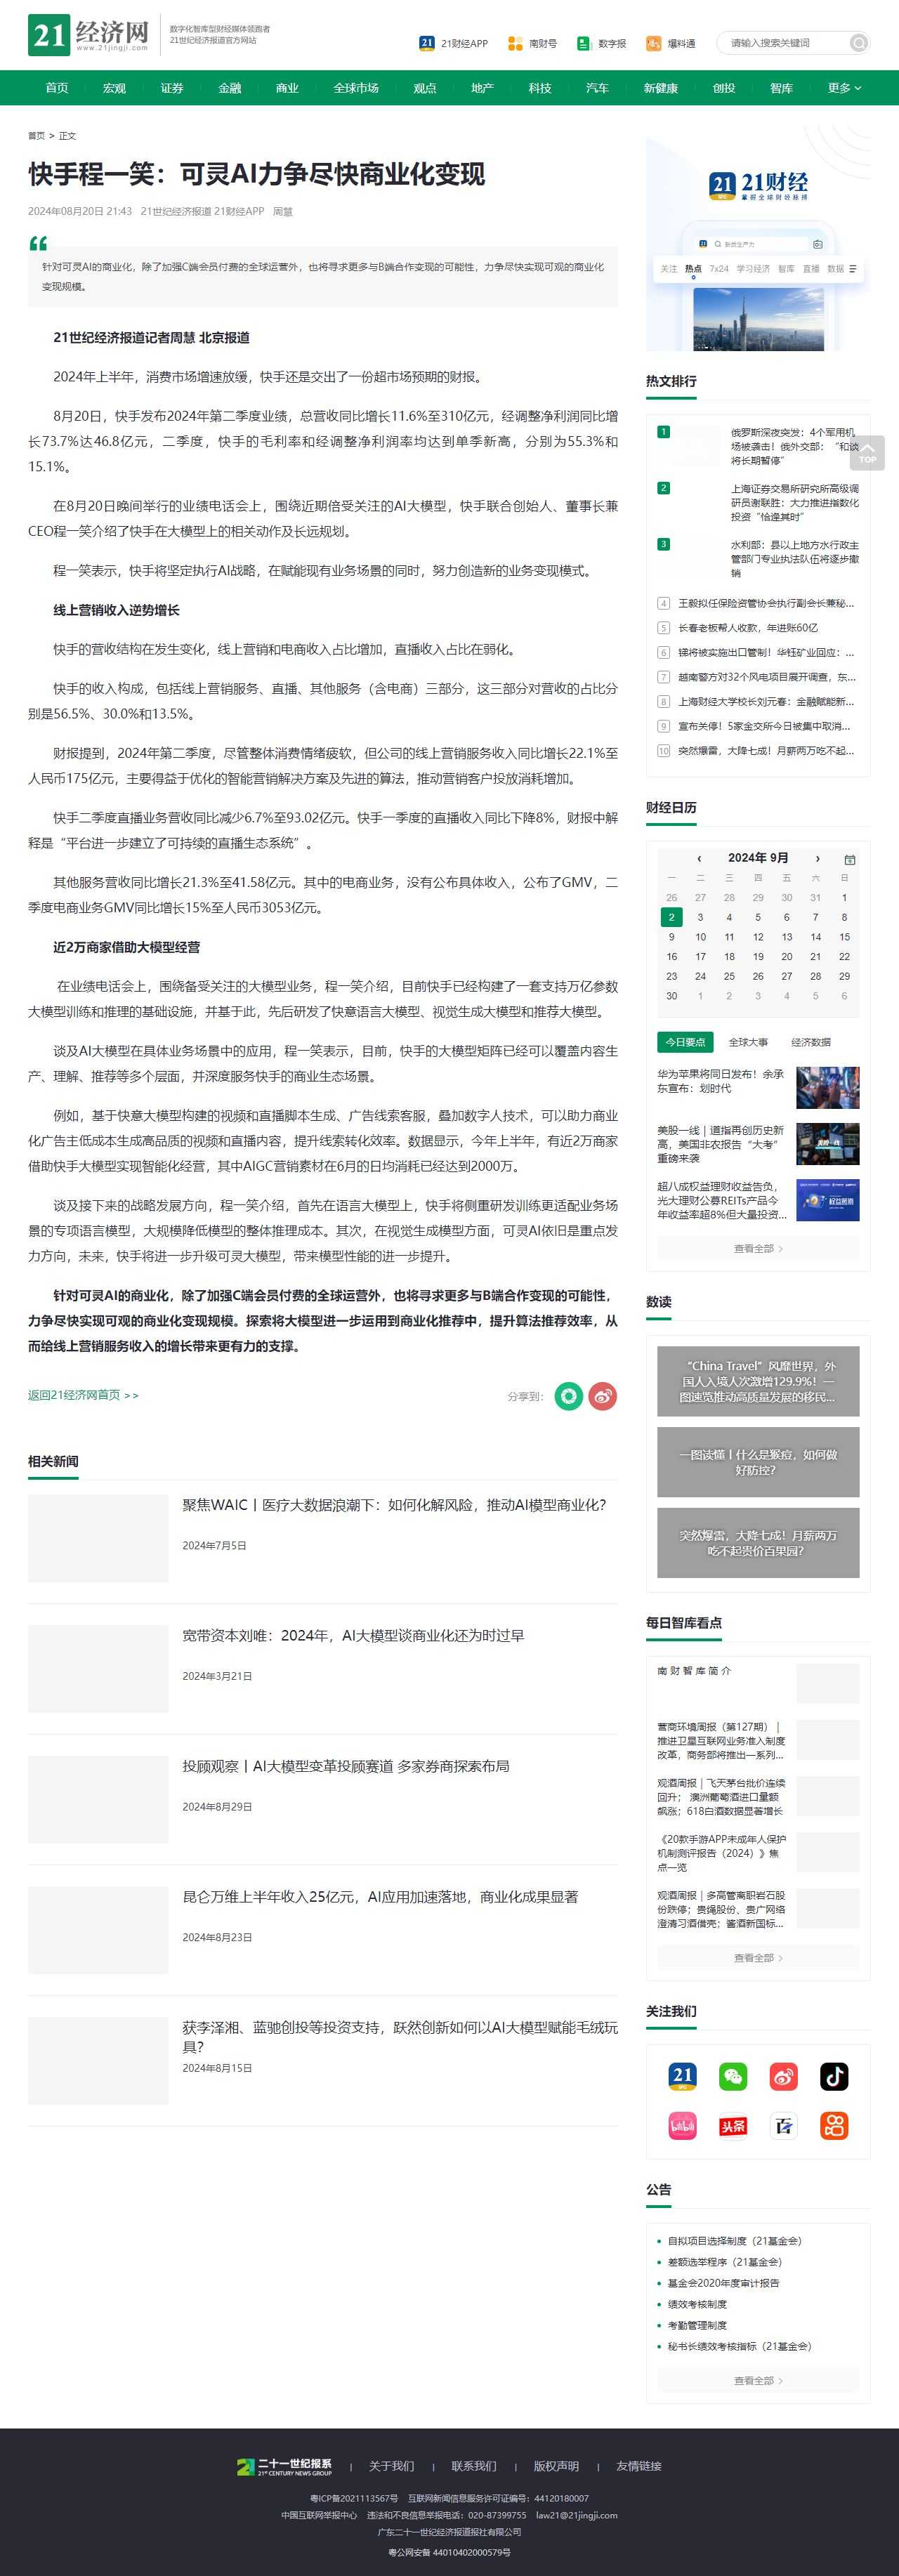 21 经济网
www.21jingji.com
数字化智库型财经媒体领跑者
21世纪经济报道官方网站
21财经APP
南财号
数字报
爆料通
请输入搜索关键词
首页 宏观 证券 金融 商业 全球市场 观点 地产 科技 汽车 新健康 创投 智库 更多
首页 > 正文
快手程一笑：可灵AI力争尽快商业化变现
2024年08月20日 21:43 21世纪经济报道 21财经APP 周慧
针对可灵AI的商业化，除了加强C端会员付费的全球运营外，也将寻求更多与B端合作变现的可能性，力争尽快实现可观的商业化
变现规模。
21世纪经济报道记者周慧 北京报道
2024年上半年，消费市场增速放缓，快手还是交出了一份超市场预期的财报。
8月20日，快手发布2024年第二季度业绩，总营收同比增长11.6%至310亿元，经调整净利润同比增
长73.7%达46.8亿元，二季度，快手的毛利率和经调整净利润率均达到单季新高，分别为55.3%和
15.1%。
在8月20日晚间举行的业绩电话会上，围绕近期倍受关注的AI大模型，快手联合创始人、董事长兼
CEO程一笑介绍了快手在大模型上的相关动作及长远规划。
程一笑表示，快手将坚定执行AI战略，在赋能现有业务场景的同时，努力创造新的业务变现模式。
线上营销收入逆势增长
快手的营收结构在发生变化，线上营销和电商收入占比增加，直播收入占比在弱化。
快手的收入构成，包括线上营销服务、直播、其他服务（含电商）三部分，这三部分对营收的占比分
别是56.5%、30.0%和13.5%。
财报提到，2024年第二季度，尽管整体消费情绪疲软，但公司的线上营销服务收入同比增长22.1%至
人民币175亿元，主要得益于优化的智能营销解决方案及先进的算法，推动营销客户投放消耗增加。
快手二季度直播业务营收同比减少6.7%至93.02亿元。快手一季度的直播收入同比下降8%，财报中解
释是“平台进一步建立了可持续的直播生态系统”。
其他服务营收同比增长21.3%至41.58亿元。其中的电商业务，没有公布具体收入，公布了GMV，二
季度电商业务GMV同比增长15%至人民币3053亿元。
近2万商家借助大模型经营
在业绩电话会上，围绕备受关注的大模型业务，程一笑介绍，目前快手已经构建了一套支持万亿参数
大模型训练和推理的基础设施，并基于此，先后研发了快意语言大模型、视觉生成大模型和推荐大模型。
谈及AI大模型在具体业务场景中的应用，程一笑表示，目前，快手的大模型矩阵已经可以覆盖内容生
产、理解、推荐等多个层面，并深度服务快手的商业生态场景。
例如，基于快意大模型构建的视频和直播脚本生成、广告线索客服，叠加数字人技术，可以助力商业
化广告主低成本生成高品质的视频和直播内容，提升线索转化效率。数据显示，今年上半年，有近2万商家
借助快手大模型实现智能化经营，其中AIGC营销素材在6月的日均消耗已经达到2000万。
谈及接下来的战略发展方向，程一笑介绍，首先在语言大模型上，快手将侧重研发训练更适配业务场
景的专项语言模型，大规模降低模型的整体推理成本。其次，在视觉生成模型方面，可灵AI依旧是重点发
力方向，未来，快手将进一步升级可灵大模型，带来模型性能的进一步提升。
针对可灵AI的商业化，除了加强C端会员付费的全球运营外，也将寻求更多与B端合作变现的可能性，
力争尽快实现可观的商业化变现规模。探索将大模型进一步运用到商业化推荐中，提升算法推荐效率，从
而给线上营销服务收入的增长带来更有力的支撑。
返回21经济网首页 >>
分享到：
相关新闻
聚焦WAIC丨医疗大数据浪潮下：如何化解风险，推动AI模型商业化？
2024年7月5日
宽带资本刘唯：2024年，AI大模型谈商业化还为时过早
2024年3月21日
投顾观察丨AI大模型变革投顾赛道 多家券商探索布局
2024年8月29日
昆仑万维上半年收入25亿元，AI应用加速落地，商业化成果显著
2024年8月23日
获李泽湘、蓝驰创投等投资支持，跃然创新如何以AI大模型赋能毛绒玩
具？
2024年8月15日
21 21财经
掌握全球财经脉搏
新质生产力
关注 热点 7x24 学习经济 智库 直播 数据
热文排行
1 俄罗斯深夜突发：4个军用机
场被袭击！俄外交部：“和谈
将长期暂停”
TOP
2 上海证券交易所研究所高级调
研员谢联胜：大力推进指数化
投资“恰逢其时”
3 水利部：县以上地方水行政主
管部门专业执法队伍将逐步撤
销
4 王毅拟任保险资管协会执行副会长兼秘...
5 长春老板帮人收款，年进账60亿
6 锑将被实施出口管制！华钰矿业回应：...
7 越南警方对32个风电项目展开调查，东...
8 上海财经大学校长刘元春：金融赋能新...
9 宣布关停！5家金交所今日被集中取消...
10 突然爆雷，大降七成！月薪两万吃不起...
财经日历
‹ 2024年 9月 ›
一 二 三 四 五 六 日
26 27 28 29 30 31 1
2 3 4 5 6 7 8
9 10 11 12 13 14 15
16 17 18 19 20 21 22
23 24 25 26 27 28 29
30 1 2 3 4 5 6
今日要点 全球大事 经济数据
华为苹果将同日发布！余承
东宣布：划时代
美股一线｜道指再创历史新
高，美国非农报告“大考”
重磅来袭
超八成权益理财收益告负，
光大理财公募REITs产品今
年收益率超8%但大量投资...
查看全部 >
数读
“China Travel”风靡世界，外
国人入境人次激增129.9%！一
图速览推动高质量发展的移民...
一图读懂丨什么是猴痘，如何做
好防控？
突然爆雷，大降七成！月薪两万
吃不起贵价百果园？
每日智库看点
南 财 智 库 简 介
营商环境周报（第127期）｜
推进卫星互联网业务准入制度
改革，商务部将推出一系列...
观酒周报｜飞天茅台批价连续
回升； 澳洲葡萄酒进口量额
飙涨；618白酒数据显著增长
《20款手游APP未成年人保护
机制测评报告（2024）》焦
点一览
观酒周报｜多高管离职岩石股
份跌停；贵绳股份、贵广网络
澄清习酒借壳；酱酒新国标...
查看全部 >
关注我们
21
bilibili
头条
百
公告
自拟项目选择制度（21基金会）
差额选举程序（21基金会）
基金会2020年度审计报告
绩效考核制度
考勤管理制度
秘书长绩效考核指标（21基金会）
查看全部 >
二十一世纪报系
21st CENTURY NEWS GROUP
| 关于我们 | 联系我们 | 版权声明 | 友情链接
粤ICP备2021113567号 互联网新闻信息服务许可证编号：44120180007
中国互联网举报中心 违法和不良信息举报电话：020-87399755 law21@21jingji.com
广东二十一世纪经济报道报社有限公司
粤公网安备 44010402000579号